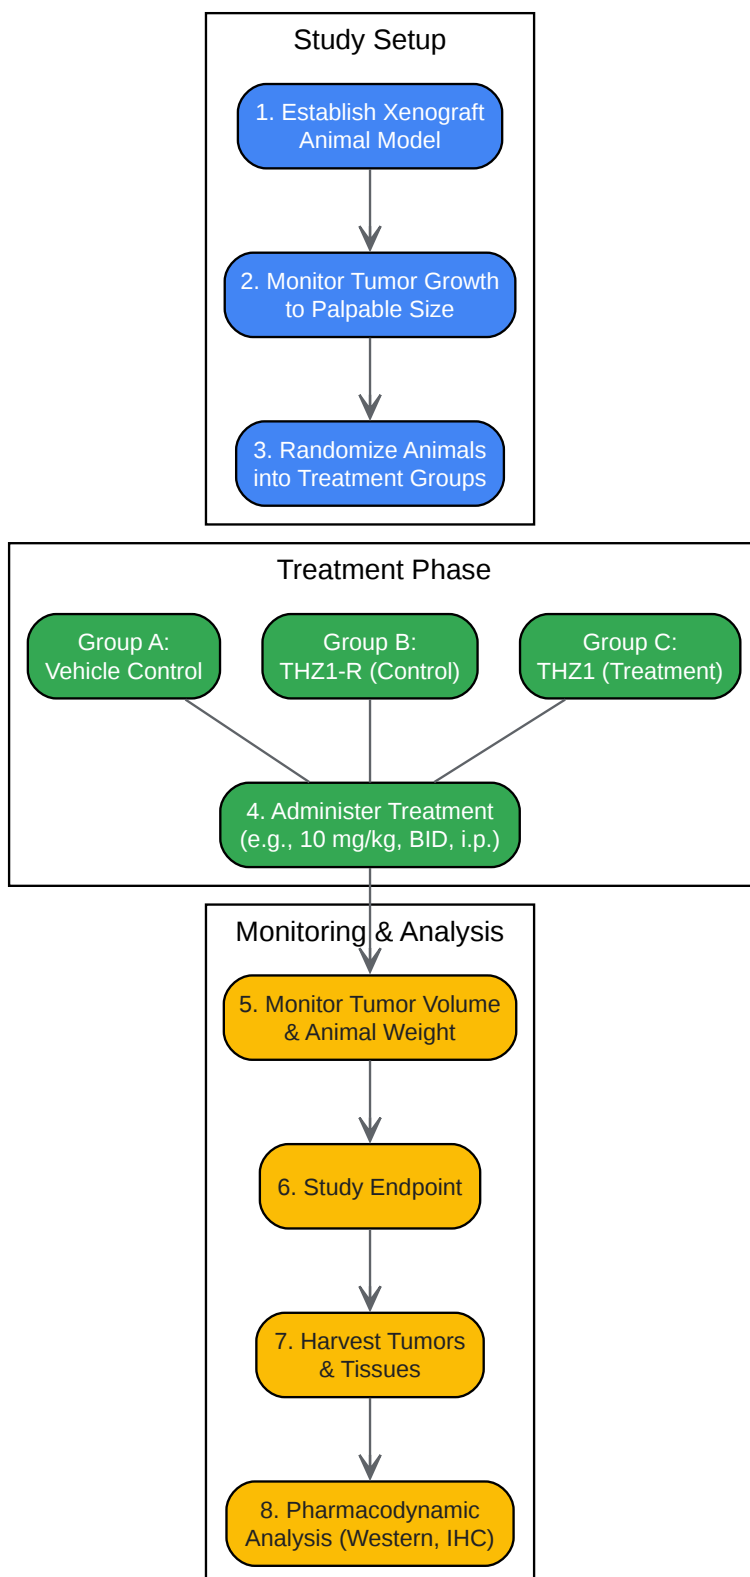 Study Setup
1. Establish Xenograft
Animal Model
2. Monitor Tumor Growth
to Palpable Size
3. Randomize Animals
into Treatment Groups
Treatment Phase
Group A:
Vehicle Control
Group B:
THZ1-R (Control)
Group C:
THZ1 (Treatment)
4. Administer Treatment
(e.g., 10 mg/kg, BID, i.p.)
Monitoring & Analysis
5. Monitor Tumor Volume
& Animal Weight
6. Study Endpoint
7. Harvest Tumors
& Tissues
8. Pharmacodynamic
Analysis (Western, IHC)